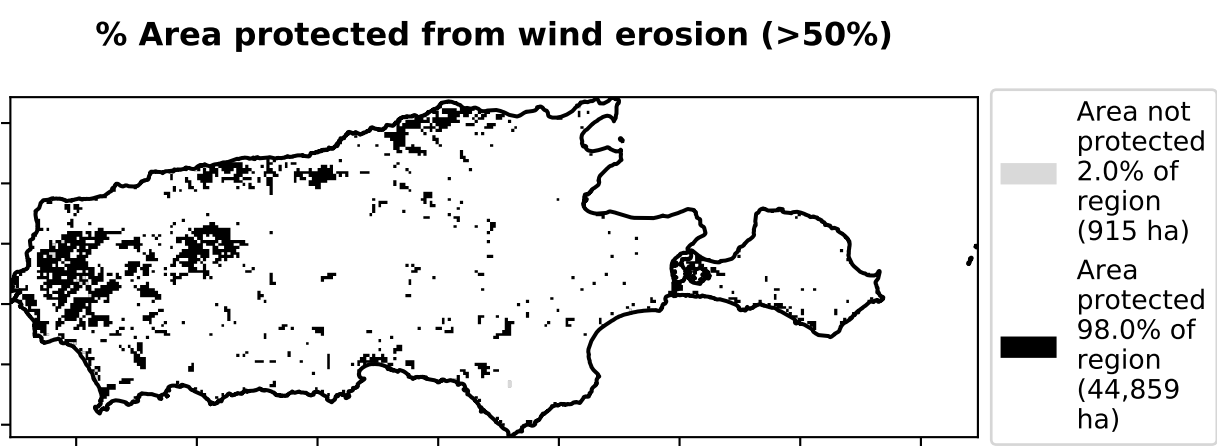 % Area protected from wind erosion (>50%)
Area not
protected
2.0% of
region
(915 ha)
Area
protected
98.0% of
region
(44,859
ha)